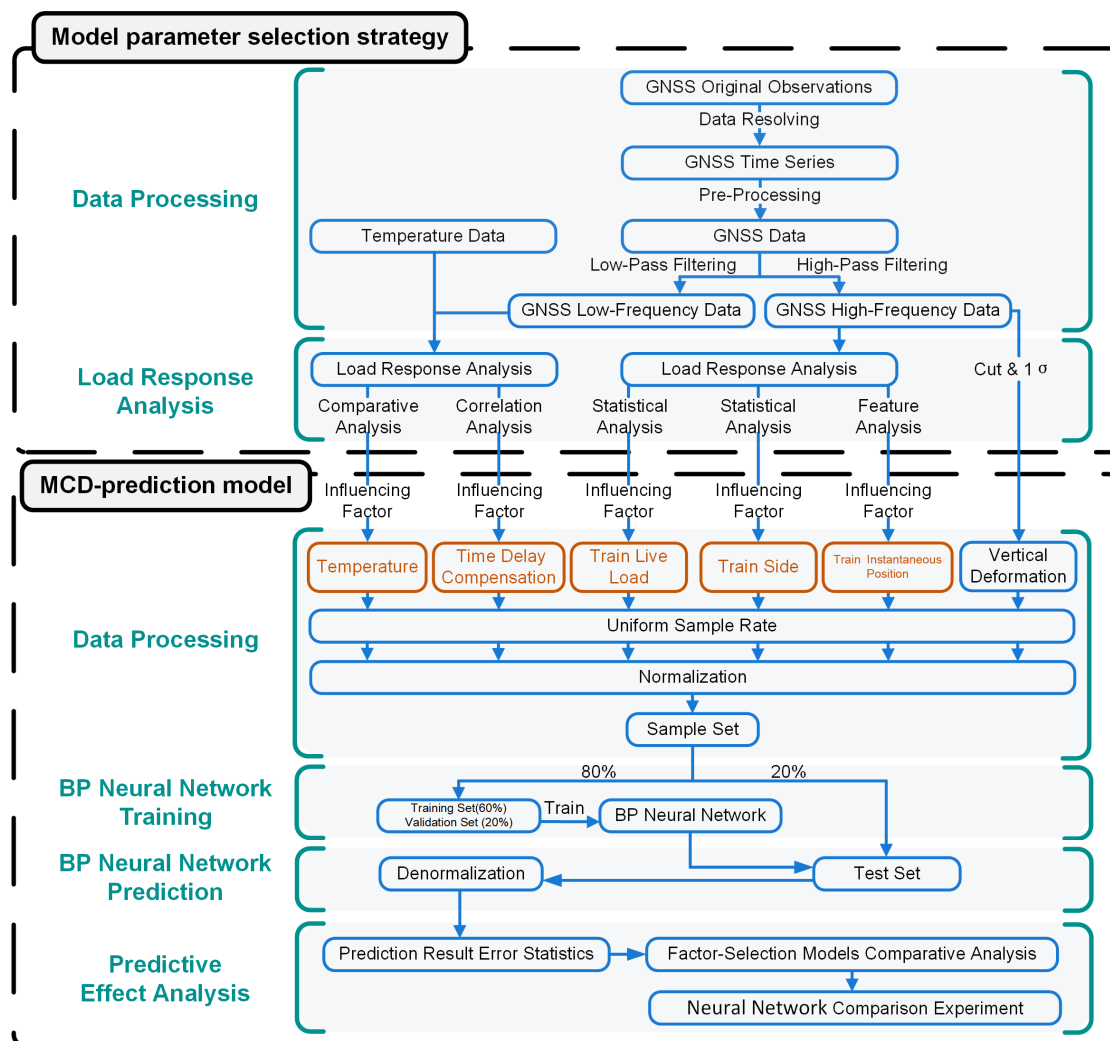 Model parameter selection strategy
GNSS Original Observations
Data Resolving
GNSS Time Series
Data Processing
Pre-Processing
Temperature Data
GNSS Data
Low-Pass Filtering
High-Pass Filtering
GNSS Low-Frequency Data
GNSS High-Frequency Data
Load Response
Analysis
Load Response Analysis
Load Response Analysis
Cut & 1 σ
Comparative
Analysis
Correlation
Analysis
Statistical
Analysis
Statistical
Analysis
Feature
Analysis
MCD-prediction model
Influencing
Factor
Influencing
Factor
Influencing
Factor
Influencing
Factor
Influencing
Factor
Temperature
Time Delay
Compensation
Train Live
Load
Train Side
Train Instantaneous
Position
Vertical
Deformation
Data Processing
Uniform Sample Rate
Normalization
Sample Set
80%
20%
BP Neural Network
Training
Training Set(60%)
Validation Set (20%)
Train
BP Neural Network
BP Neural Network
Prediction
Denormalization
Test Set
Predictive
Effect Analysis
Prediction Result Error Statistics
Factor-Selection Models Comparative Analysis
Neural Network Comparison Experiment